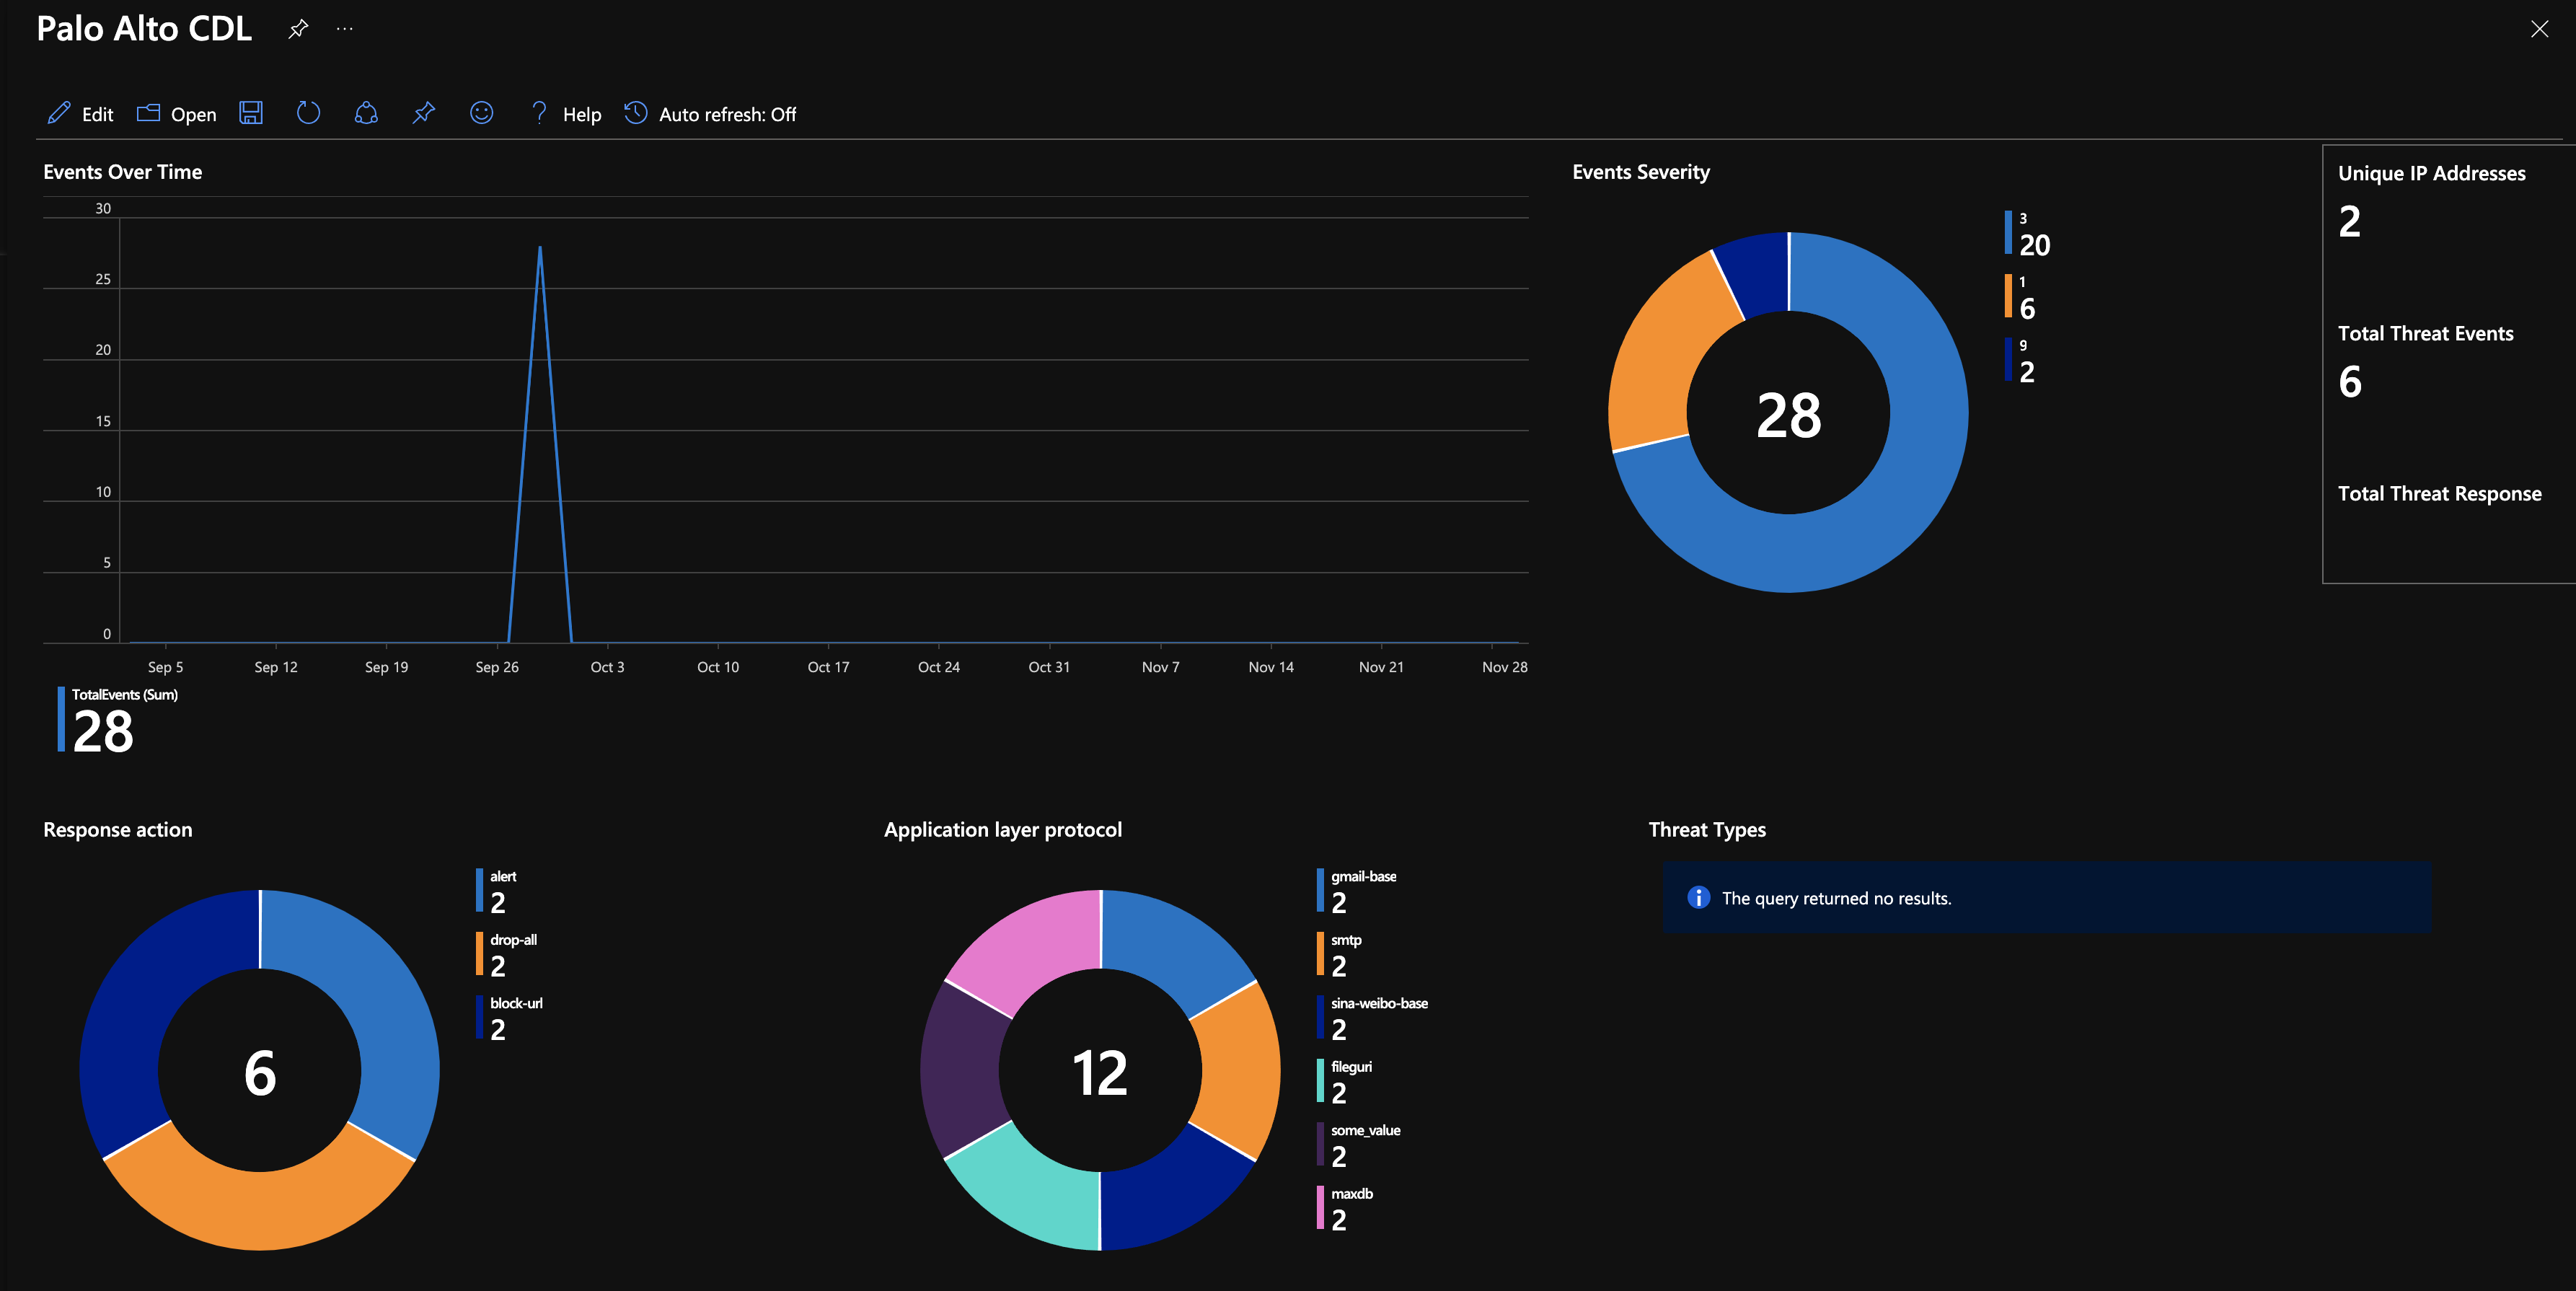 Palo Alto CDL
Edit
Open
Help
Auto refresh: Off
Events Over Time
30
25
20
15
10
5
0
Sep 5
Sep 12
Sep 19
Sep 26
Oct 3
Oct 10
Oct 17
Oct 24
Oct 31
Nov 7
Nov 14
Nov 21
Nov 28
TotalEvents (Sum)
28
Events Severity
28
3
20
1
6
9
2
Unique IP Addresses
2
Total Threat Events
6
Total Threat Response
Response action
6
alert
2
drop-all
2
block-url
2
Application layer protocol
12
gmail-base
2
smtp
2
sina-weibo-base
2
fileguri
2
some_value
2
maxdb
2
Threat Types
The query returned no results.